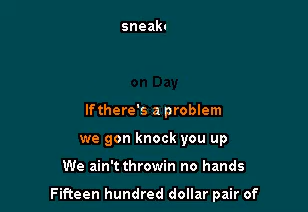 sneak
on Day
If there's a problem
we gon knock you up
We ain't throwin no hands
Fifteen hundred dollar pair of